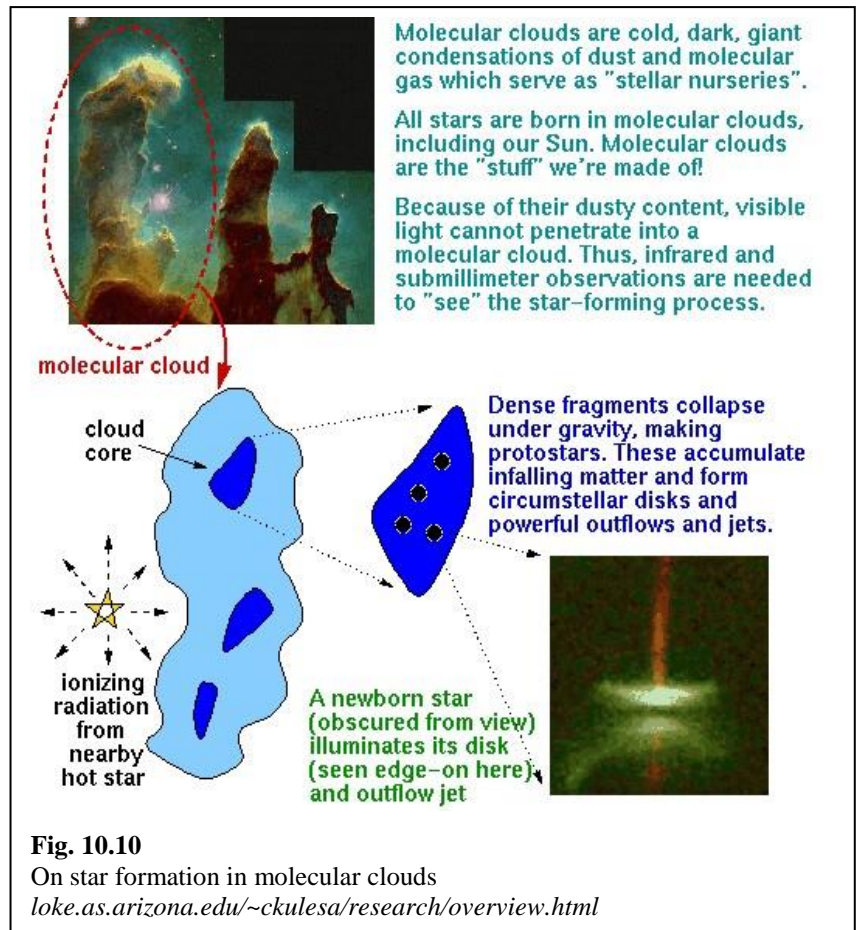 Molecular clouds are cold, dark, giant
condensations of dust and molecular
gas which serve as "stellar nurseries".
All stars are born in molecular clouds,
including our Sun. Molecular clouds
are the "stuff" we're made of!
Because of their dusty content, visible
light cannot penetrate into a
molecular cloud. Thus, infrared and
submillimeter observations are needed
to "see" the star-forming process.
molecular cloud
cloud
core
Dense fragments collapse
under gravity, making
protostars. These accumulate
infalling matter and form
circumstellar disks and
powerful outflows and jets.
ionizing
radiation
from
nearby
hot star
A newborn star
(obscured from view)
illuminates its disk
(seen edge-on here)
and outflow jet
Fig. 10.10
On star formation in molecular clouds
loke.as.arizona.edu/~ckulesa/research/overview.html